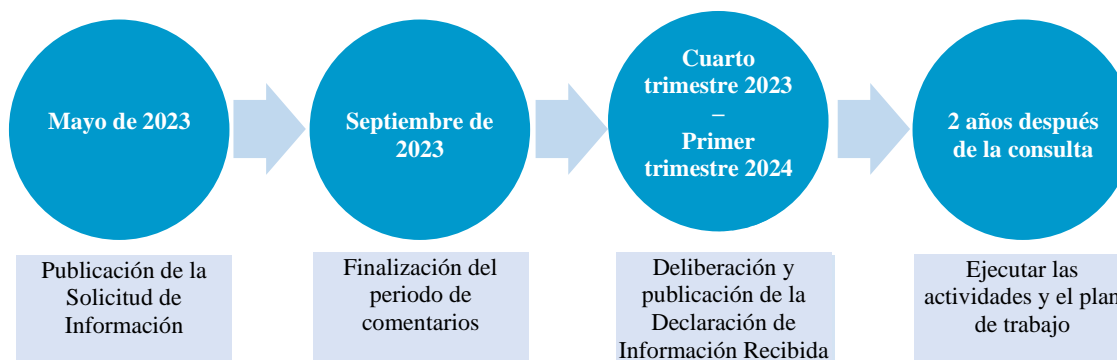 Mayo de 2023
Septiembre de
2023
Cuarto
trimestre 2023
–
Primer
trimestre 2024
2 años después
de la consulta
Publicación de la
Solicitud de
Información
Finalización del
periodo de
comentarios
Deliberación y
publicación de la
Declaración de
Información Recibida
Ejecutar las
actividades y el plan
de trabajo